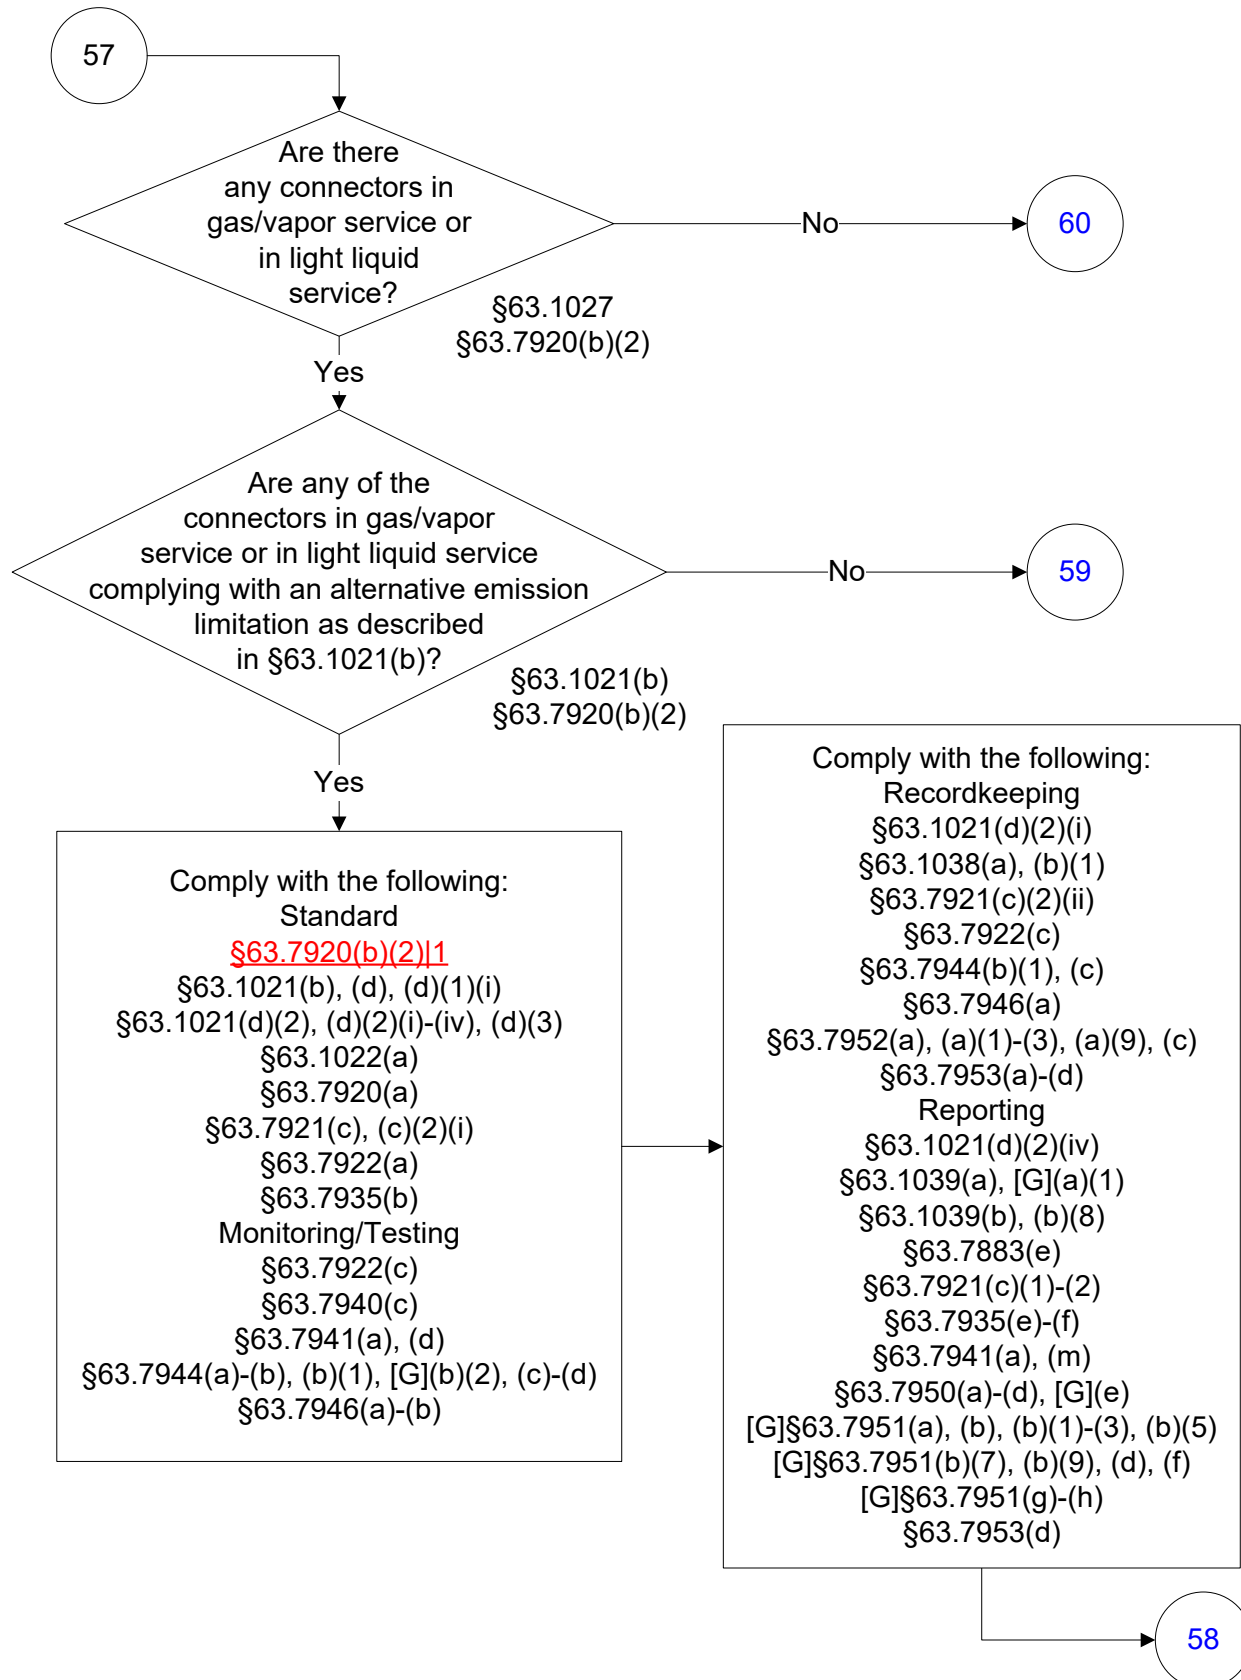 57
Are there
any connectors in
gas/vapor service or
in light liquid
service?
No
60
§63.1027
§63.7920(b)(2)
Yes
Are any of the
connectors in gas/vapor
service or in light liquid service
complying with an alternative emission
limitation as described
in §63.1021(b)?
No
59
§63.1021(b)
§63.7920(b)(2)
Yes
Comply with the following:
Standard
§63.7920(b)(2)|1
§63.1021(b), (d), (d)(1)(i)
§63.1021(d)(2), (d)(2)(i)-(iv), (d)(3)
§63.1022(a)
§63.7920(a)
§63.7921(c), (c)(2)(i)
§63.7922(a)
§63.7935(b)
Monitoring/Testing
§63.7922(c)
§63.7940(c)
§63.7941(a), (d)
§63.7944(a)-(b), (b)(1), [G](b)(2), (c)-(d)
§63.7946(a)-(b)
Comply with the following:
Recordkeeping
§63.1021(d)(2)(i)
§63.1038(a), (b)(1)
§63.7921(c)(2)(ii)
§63.7922(c)
§63.7944(b)(1), (c)
§63.7946(a)
§63.7952(a), (a)(1)-(3), (a)(9), (c)
§63.7953(a)-(d)
Reporting
§63.1021(d)(2)(iv)
§63.1039(a), [G](a)(1)
§63.1039(b), (b)(8)
§63.7883(e)
§63.7921(c)(1)-(2)
§63.7935(e)-(f)
§63.7941(a), (m)
§63.7950(a)-(d), [G](e)
[G]§63.7951(a), (b), (b)(1)-(3), (b)(5)
[G]§63.7951(b)(7), (b)(9), (d), (f)
[G]§63.7951(g)-(h)
§63.7953(d)
58